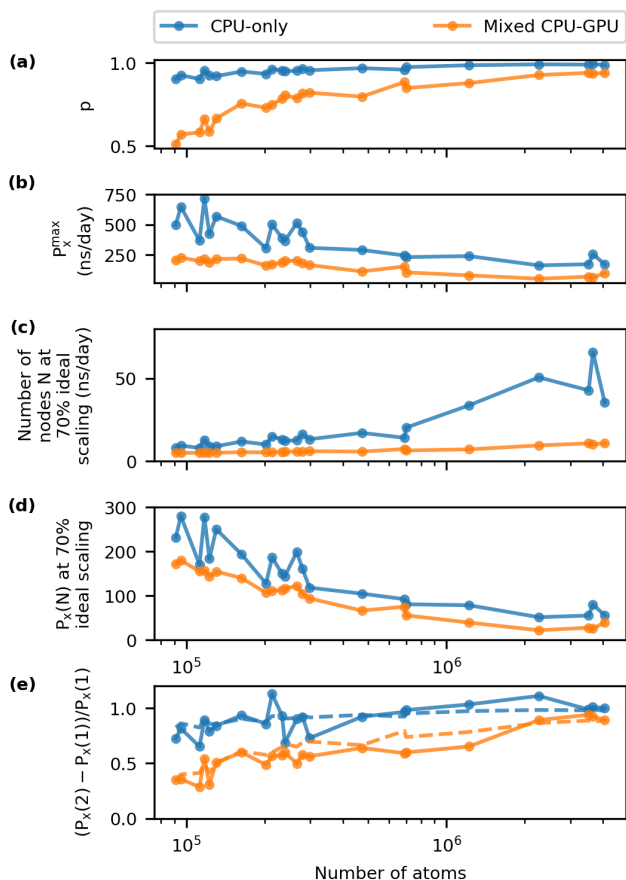 CPU-only Mixed CPU-GPU
(a)
1.0
0.5
p
(b)
750
500
250
P_x^max
(ns/day)
(c)
50
0
Number of
nodes N at
70% ideal
scaling (ns/day)
(d)
300
200
100
0
P_x(N) at 70%
ideal scaling
10^5 10^6
(e)
1.0
0.5
0.0
(P_x(2) − P_x(1))/P_x(1)
10^5 10^6
Number of atoms